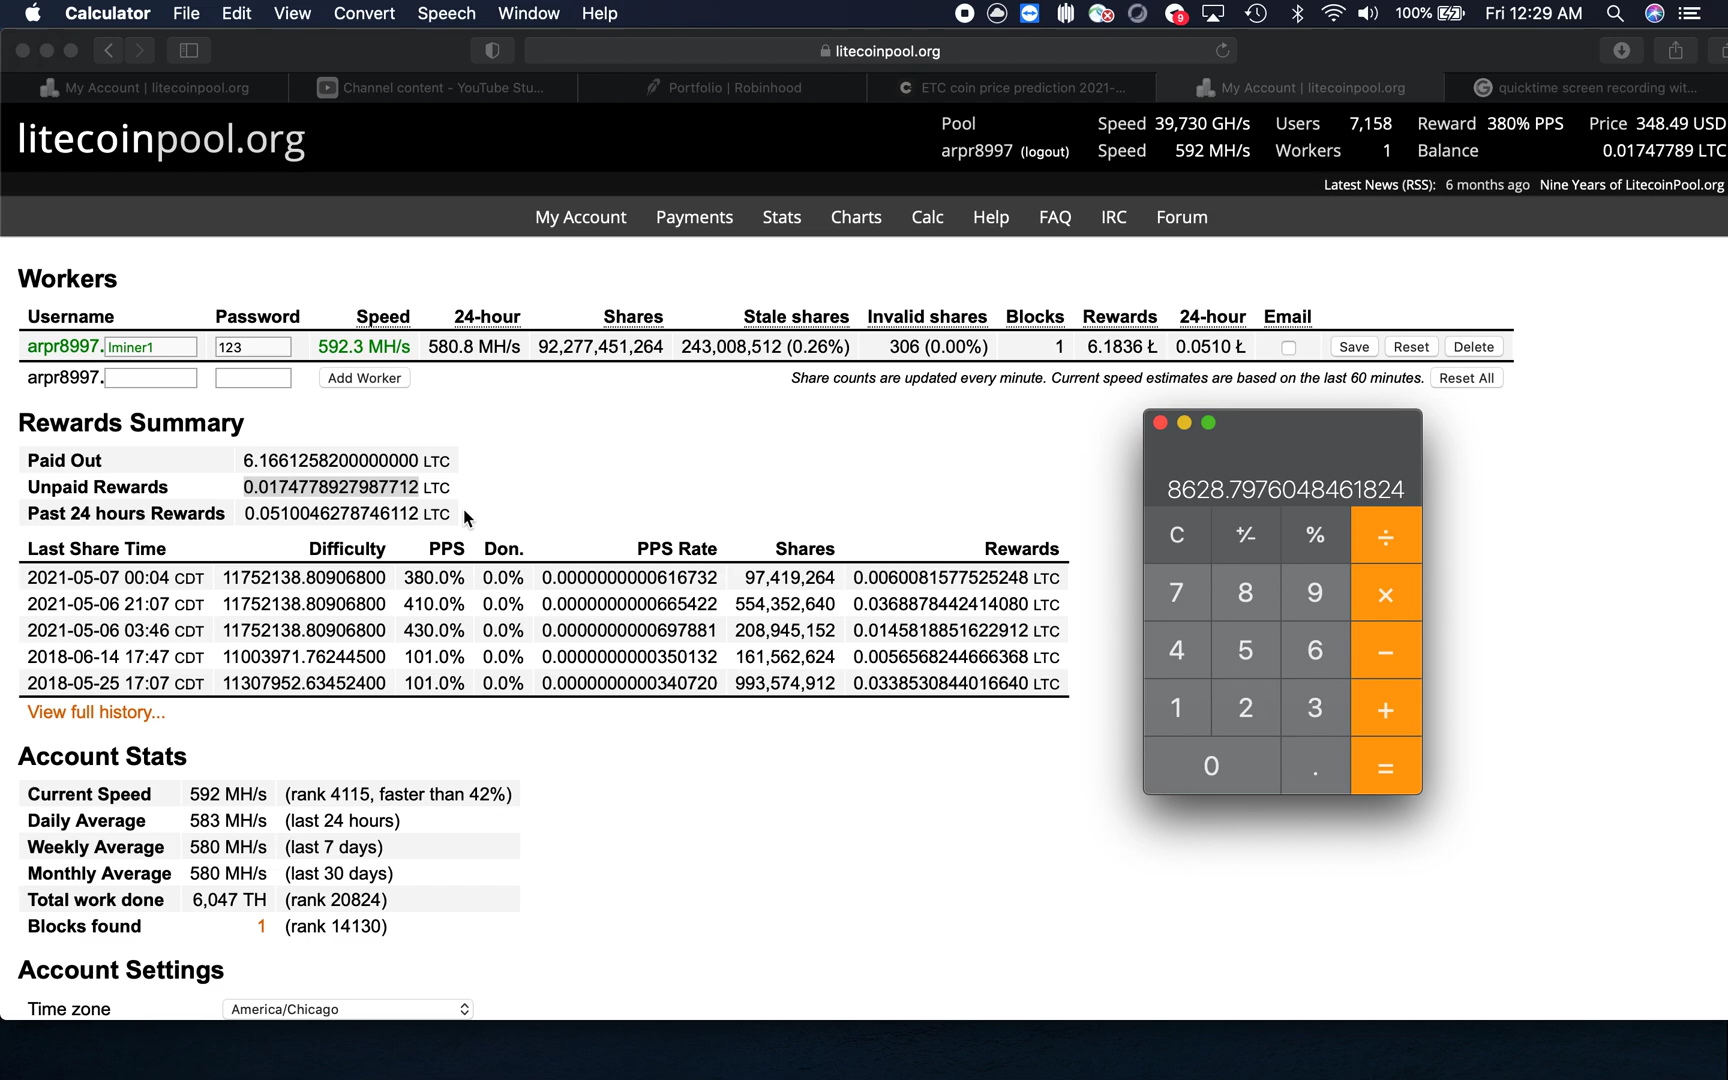 Calculator File Edit View Convert Speech Window Help 9 100% Fri 12:29 AM
litecoinpool.org
My Account | litecoinpool.org Channel content - YouTube Stu... Portfolio | Robinhood ETC coin price prediction 2021-... My Account | litecoinpool.org quicktime screen recording wit...
litecoinpool.org
Pool Speed 39,730 GH/s Users 7,158 Reward 380% PPS Price 348.49 USD
arpr8997 (logout) Speed 592 MH/s Workers 1 Balance 0.01747789 LTC
Latest News (RSS): 6 months ago Nine Years of LitecoinPool.org
My Account Payments Stats Charts Calc Help FAQ IRC Forum
Workers
Username Password Speed 24-hour Shares Stale shares Invalid shares Blocks Rewards 24-hour Email
arpr8997. lminer1 123 592.3 MH/s 580.8 MH/s 92,277,451,264 243,008,512 (0.26%) 306 (0.00%) 1 6.1836 Ł 0.0510 Ł Save Reset Delete
arpr8997. Add Worker Share counts are updated every minute. Current speed estimates are based on the last 60 minutes. Reset All
Rewards Summary
Paid Out 6.1661258200000000 LTC
Unpaid Rewards 0.0174778927987712 LTC
Past 24 hours Rewards 0.0510046278746112 LTC
Last Share Time Difficulty PPS Don. PPS Rate Shares Rewards
2021-05-07 00:04 CDT 11752138.80906800 380.0% 0.0% 0.0000000000616732 97,419,264 0.0060081577525248 LTC
2021-05-06 21:07 CDT 11752138.80906800 410.0% 0.0% 0.0000000000665422 554,352,640 0.0368878442414080 LTC
2021-05-06 03:46 CDT 11752138.80906800 430.0% 0.0% 0.0000000000697881 208,945,152 0.0145818851622912 LTC
2018-06-14 17:47 CDT 11003971.76244500 101.0% 0.0% 0.0000000000350132 161,562,624 0.0056568244666368 LTC
2018-05-25 17:07 CDT 11307952.63452400 101.0% 0.0% 0.0000000000340720 993,574,912 0.0338530844016640 LTC
View full history...
Account Stats
Current Speed 592 MH/s (rank 4115, faster than 42%)
Daily Average 583 MH/s (last 24 hours)
Weekly Average 580 MH/s (last 7 days)
Monthly Average 580 MH/s (last 30 days)
Total work done 6,047 TH (rank 20824)
Blocks found 1 (rank 14130)
Account Settings
Time zone America/Chicago
8628.7976048461824
C +/- % ÷
7 8 9 ×
4 5 6 −
1 2 3 +
0 . =